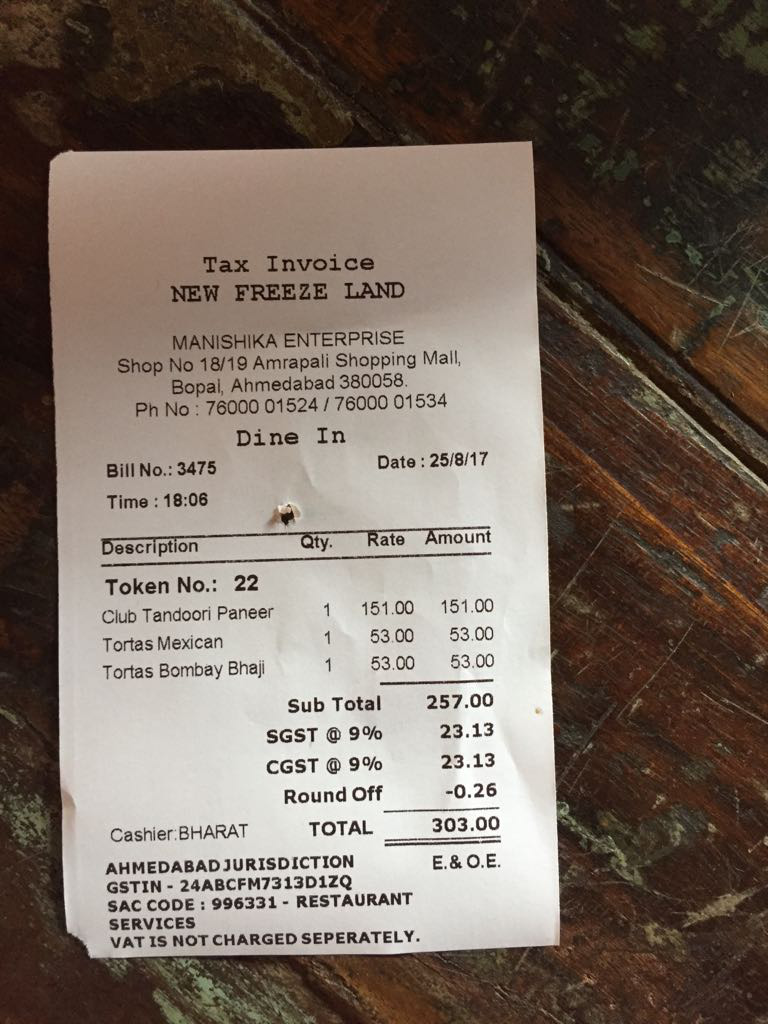 Tax Invoice
NEW FREEZE LAND
MANISHIKA ENTERPRISE
Shop No 18/19 Amrapali Shopping Mall,
Bopal, Ahmedabad 380058.
Ph No : 76000 01524 / 76000 01534
Dine In
Bill No.: 3475 Date : 25/8/17
Time : 18:06
Description Qty. Rate Amount
Token No.: 22
Club Tandoori Paneer 1 151.00 151.00
Tortas Mexican 1 53.00 53.00
Tortas Bombay Bhaji 1 53.00 53.00
Sub Total 257.00
SGST @ 9% 23.13
CGST @ 9% 23.13
Round Off -0.26
Cashier:BHARAT TOTAL 303.00
AHMEDABAD JURISDICTION E.& O.E.
GSTIN - 24ABCFM7313D1ZQ
SAC CODE : 996331 - RESTAURANT
SERVICES
VAT IS NOT CHARGED SEPERATELY.